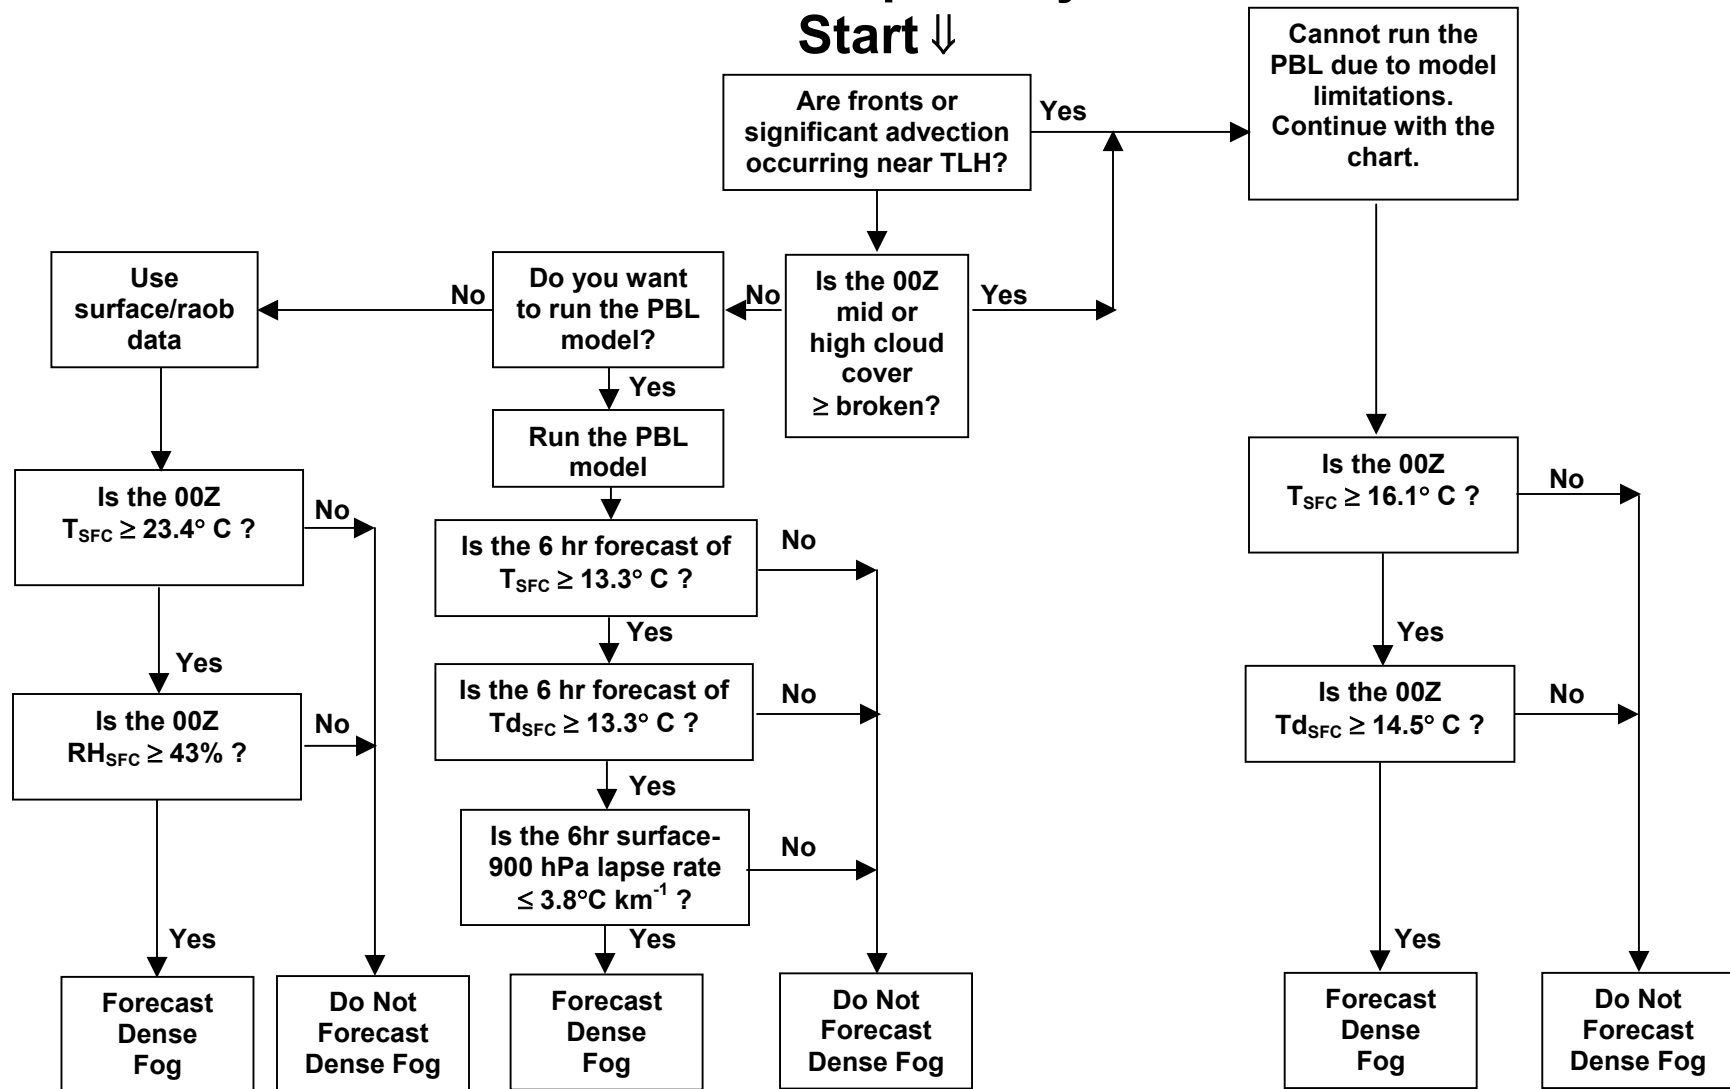 Start ⇓
Are fronts or
significant advection
occurring near TLH?
Yes
Cannot run the
PBL due to model
limitations.
Continue with the
chart.
Use
surface/raob
data
No
Do you want
to run the PBL
model?
No
Is the 00Z
mid or
high cloud
cover
≥ broken?
Yes
Yes
Run the PBL
model
Is the 00Z
T_SFC ≥ 23.4° C ?
No
Yes
Is the 00Z
RH_SFC ≥ 43% ?
No
Yes
Forecast
Dense
Fog
Do Not
Forecast
Dense Fog
Is the 6 hr forecast of
T_SFC ≥ 13.3° C ?
No
Yes
Is the 6 hr forecast of
Td_SFC ≥ 13.3° C ?
No
Yes
Is the 6hr surface-
900 hPa lapse rate
≤ 3.8°C km⁻¹ ?
No
Yes
Forecast
Dense
Fog
Do Not
Forecast
Dense Fog
Is the 00Z
T_SFC ≥ 16.1° C ?
No
Yes
Is the 00Z
Td_SFC ≥ 14.5° C ?
No
Yes
Forecast
Dense
Fog
Do Not
Forecast
Dense Fog